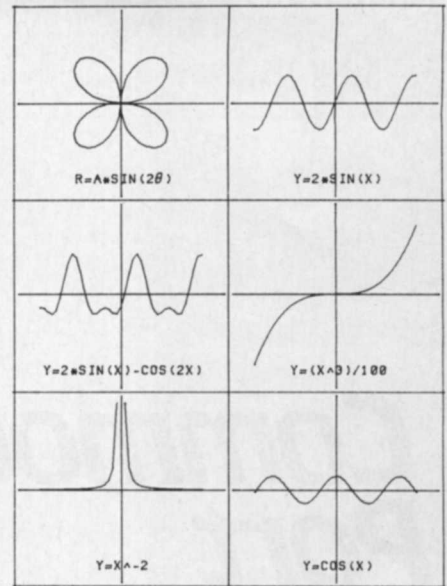 R=A*SIN(2θ)
Y=2*SIN(X)
Y=2*SIN(X)-COS(2X)
Y=(X^3)/100
Y=X^-2
Y=COS(X)